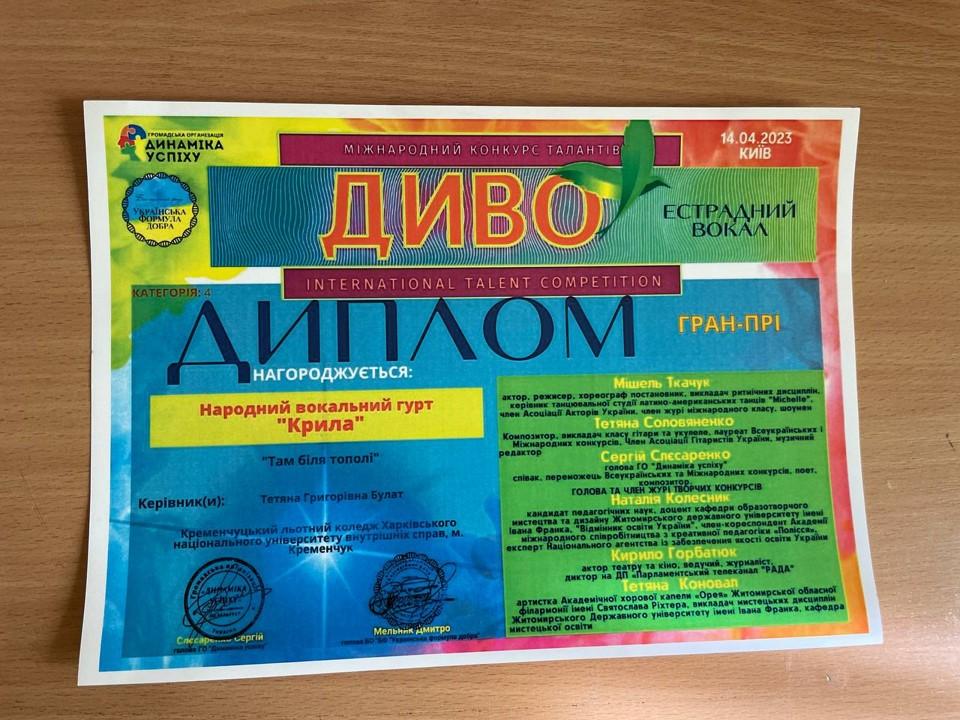 ГРОМАДСЬКА ОРГАНІЗАЦІЯ
ДИНАМІКА
УСПІХУ
УКРАЇНСЬКА
ФОРМУЛА
ДОБРА
МІЖНАРОДНИЙ КОНКУРС ТАЛАНТІВ
ДИВО
INTERNATIONAL TALENT COMPETITION
14.04.2023
КИЇВ
ЕСТРАДНИЙ
ВОКАЛ
КАТЕГОРІЯ: 4
ДИПЛОМ
ГРАН-ПРІ
НАГОРОДЖУЄТЬСЯ:
Народний вокальний гурт
"Крила"
"Там біля тополі"
Керівник(и):
Тетяна Григорівна Булат
Кременчуцький льотний коледж Харківського
національного університету внутрішніх справ, м.
Кременчук
ДИНАМІКА
УСПІХУ
Слєсаренко Сергій
голова ГО "Динаміка успіху"
Мельник Дмитро
голова БО "БФ "Українська формула добра"
Мішель Ткачук
актор, режисер, хореограф постановник, викладач ритмічних дисциплін,
керівник танцювальної студії латино-американських танців "Michelle",
член Асоціації Акторів України, член журі міжнародного класу, шоумен
Тетяна Соловяненко
Композитор, викладач класу гітари та укулеле, лауреат Всеукраїнських і
Міжнародних конкурсів, Член Асоціації Гітаристів України, музичний
редактор
Сергій Слєсаренко
голова ГО "Динаміка успіху"
співак, переможець Всеукраїнських та Міжнародних конкурсів, поет,
композитор,
ГОЛОВА ТА ЧЛЕН ЖУРІ ТВОРЧИХ КОНКУРСІВ
Наталія Колесник
кандидат педагогічних наук, доцент кафедри образотворчого
мистецтва та дизайну Житомирського державного університету імені
Івана Франка, "Відмінник освіти України", член-кореспондент Академії
міжнародного співробітництва з креативної педагогіки «Полісся»,
експерт Національного агентства із забезпечення якості освіти України
Кирило Горбатюк
актор театру та кіно, ведучий, журналіст,
диктор на ДП «Парламентський телеканал "РАДА"
Тетяна Коновал
артистка Академічної хорової капели «Орея» Житомирської обласної
філармонії імені Святослава Ріхтера, викладач мистецьких дисциплін
Житомирського Державного університету імені Івана Франка, кафедра
мистецької освіти